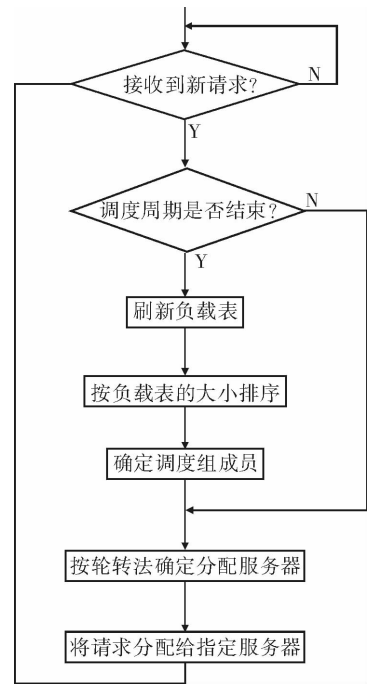 接收到新请求?
N
Y
调度周期是否结束?
N
Y
刷新负载表
按负载表的大小排序
确定调度组成员
按轮转法确定分配服务器
将请求分配给指定服务器